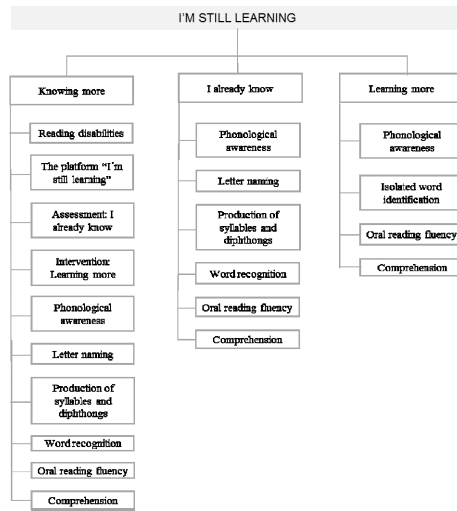 I'M STILL LEARNING
Knowing more
Reading disabilities
The platform "I´m
still learning"
Assessment: I
already know
Intervention:
Learning more
Phonological
awareness
Letter naming
Production of
syllables and
diphthongs
Word recognition
Oral reading fluency
Comprehension
I already know
Phonological
awareness
Letter naming
Production of
syllables and
diphthongs
Word recognition
Oral reading fluency
Comprehension
Learning more
Phonological
awareness
Isolated word
identification
Oral reading fluency
Comprehension